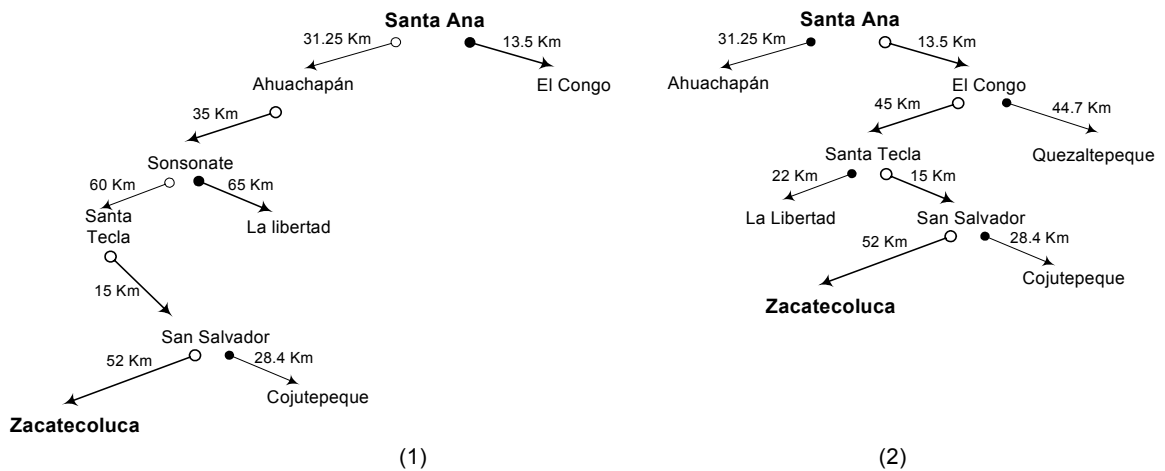 Santa Ana
31.25 Km
13.5 Km
Ahuachapán
El Congo
35 Km
Sonsonate
60 Km
65 Km
Santa
Tecla
La libertad
15 Km
San Salvador
52 Km
28.4 Km
Cojutepeque
Zacatecoluca
(1)
Santa Ana
31.25 Km
13.5 Km
Ahuachapán
El Congo
45 Km
44.7 Km
Santa Tecla
Quezaltepeque
22 Km
15 Km
La Libertad
San Salvador
52 Km
28.4 Km
Cojutepeque
Zacatecoluca
(2)